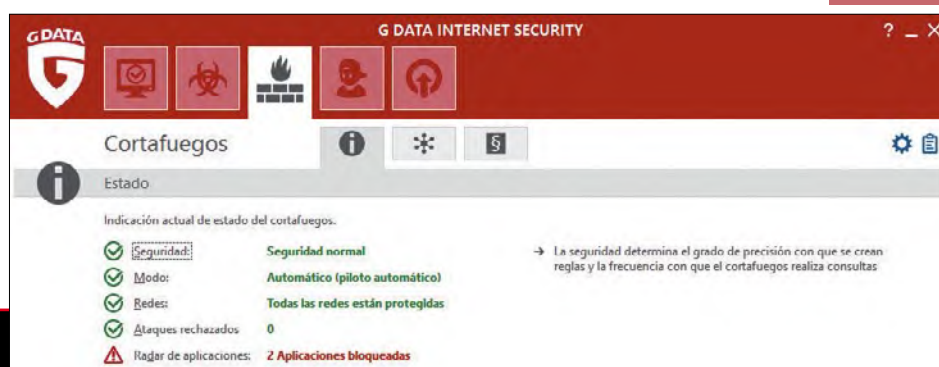 G DATA
G DATA INTERNET SECURITY
?
Cortafuegos
§
Estado
Indicación actual de estado del cortafuegos.
Seguridad: Seguridad normal
Modo: Automático (piloto automático)
Redes: Todas las redes están protegidas
Ataques rechazados 0
Radar de aplicaciones: 2 Aplicaciones bloqueadas
→ La seguridad determina el grado de precisión con que se crean
reglas y la frecuencia con que el cortafuegos realiza consultas